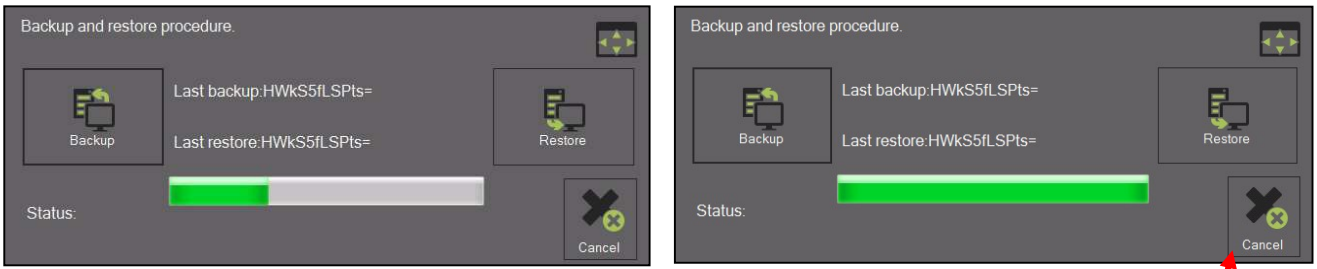 Backup and restore procedure.
Last backup:HWkS5fLSPts=
Backup
Last restore:HWkS5fLSPts=
Restore
Status:
Cancel
Backup and restore procedure.
Last backup:HWkS5fLSPts=
Backup
Last restore:HWkS5fLSPts=
Restore
Status:
Cancel